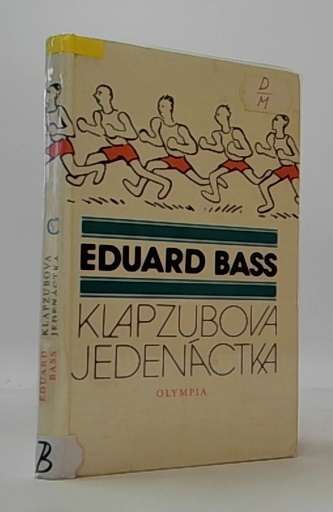 D
M
EDUARD BASS
KLAPZUBOVA
JEDENÁCTKA
OLYMPIA
EDUARD KLAPZUBOVA
BASS JEDENÁCTKA
B